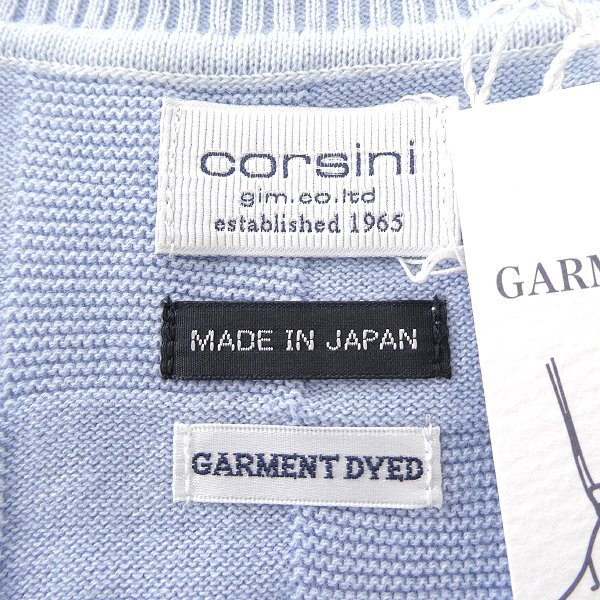 corsini
gim.co.ltd
established 1965
MADE IN JAPAN
GARMENT DYED
GARM